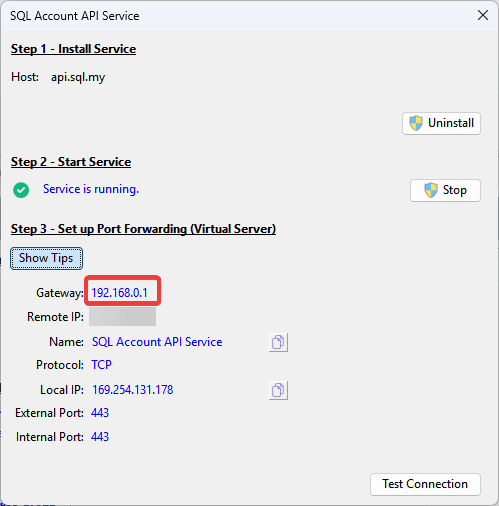 SQL Account API Service
Step 1 - Install Service
Host: api.sql.my
Uninstall
Step 2 - Start Service
Service is running.
Stop
Step 3 - Set up Port Forwarding (Virtual Server)
Show Tips
Gateway: 192.168.0.1
Remote IP:
Name: SQL Account API Service
Protocol: TCP
Local IP: 169.254.131.178
External Port: 443
Internal Port: 443
Test Connection